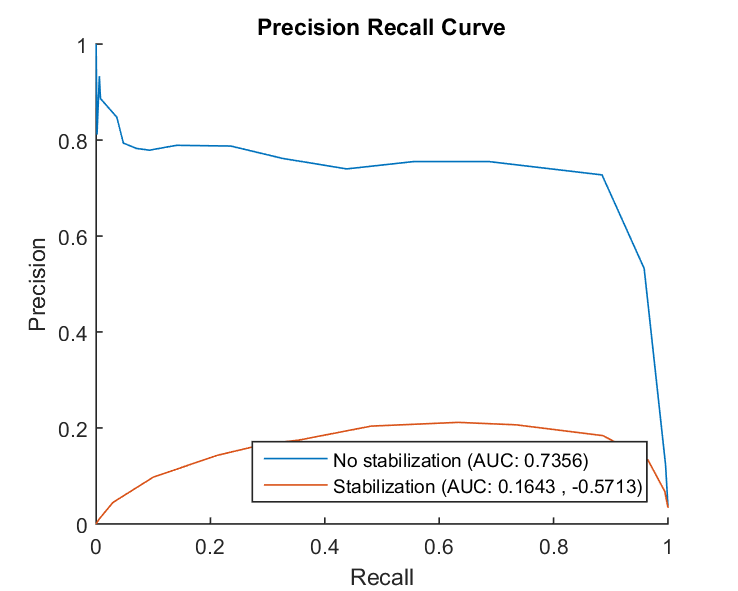 Precision Recall Curve
1
0.8
0.6
0.4
0.2
0
Precision
No stabilization (AUC: 0.7356)
Stabilization (AUC: 0.1643 , -0.5713)
0 0.2 0.4 0.6 0.8 1
Recall